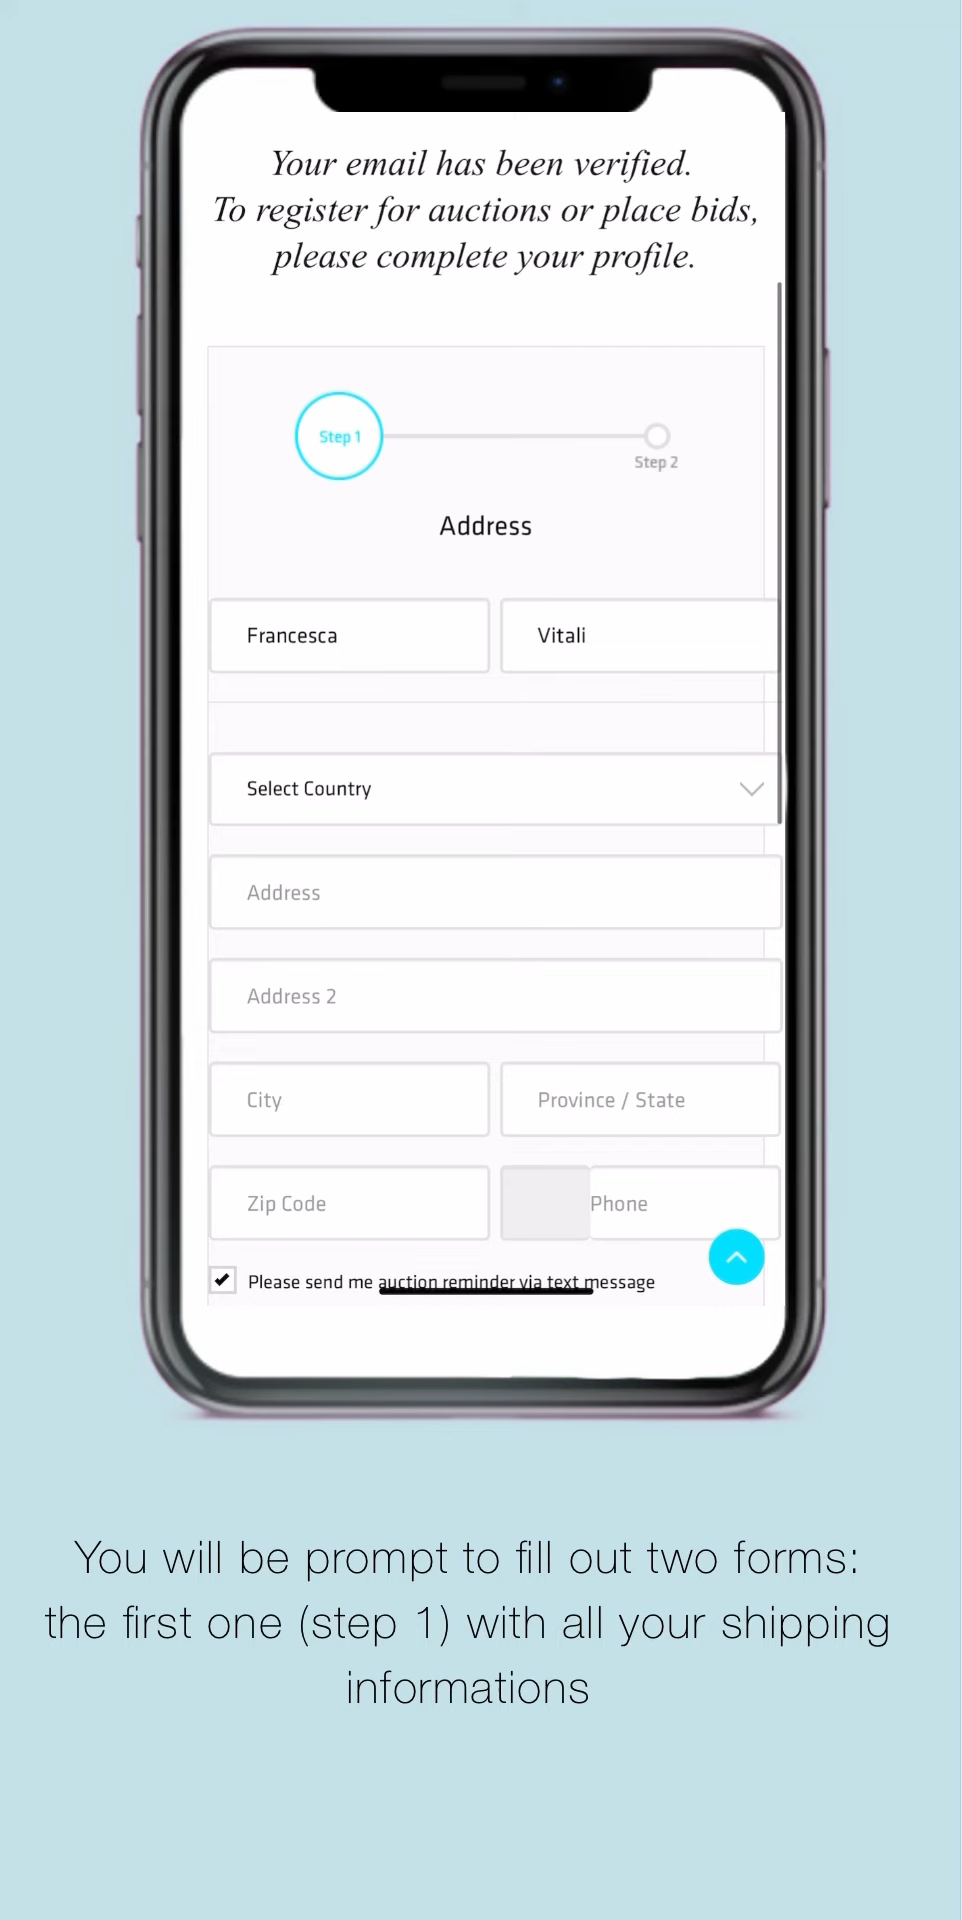 Your email has been verified.
To register for auctions or place bids,
please complete your profile.
Step 1
Step 2
Address
Francesca
Vitali
Select Country
Address
Address 2
City
Province / State
Zip Code
Phone
Please send me auction reminder via text message
You will be prompt to fill out two forms:
the first one (step 1) with all your shipping
informations